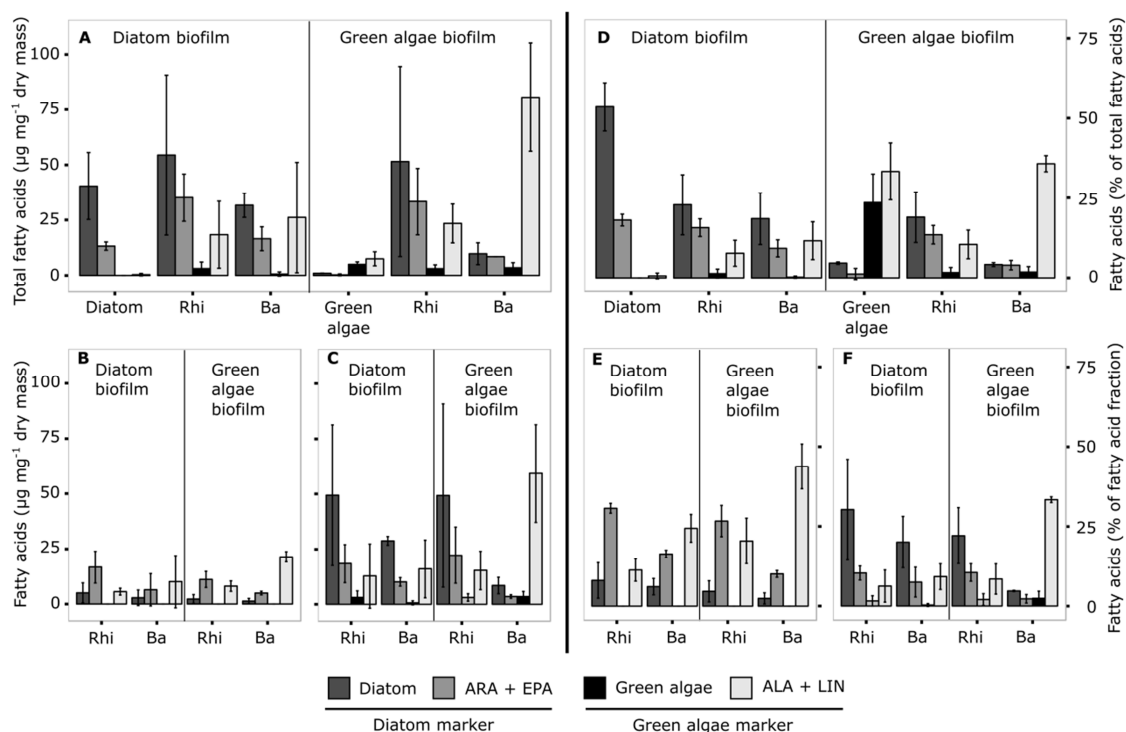 A
Diatom biofilm
Green algae biofilm
100
75
50
25
0
Total fatty acids (µg mg⁻¹ dry mass)
Diatom
Rhi
Ba
Green
algae
Rhi
Ba
D
Diatom biofilm
Green algae biofilm
75
50
25
0
Fatty acids (% of total fatty acids)
Diatom
Rhi
Ba
Green
algae
Rhi
Ba
B
Diatom
biofilm
Green
algae
biofilm
100
75
50
25
0
Fatty acids (µg mg⁻¹ dry mass)
Rhi
Ba
Rhi
Ba
C
Diatom
biofilm
Green
algae
biofilm
Rhi
Ba
Rhi
Ba
E
Diatom
biofilm
Green
algae
biofilm
Rhi
Ba
Rhi
Ba
F
Diatom
biofilm
Green
algae
biofilm
75
50
25
0
Fatty acids (% of fatty acid fraction)
Rhi
Ba
Rhi
Ba
Diatom
ARA + EPA
Green algae
ALA + LIN
Diatom marker
Green algae marker